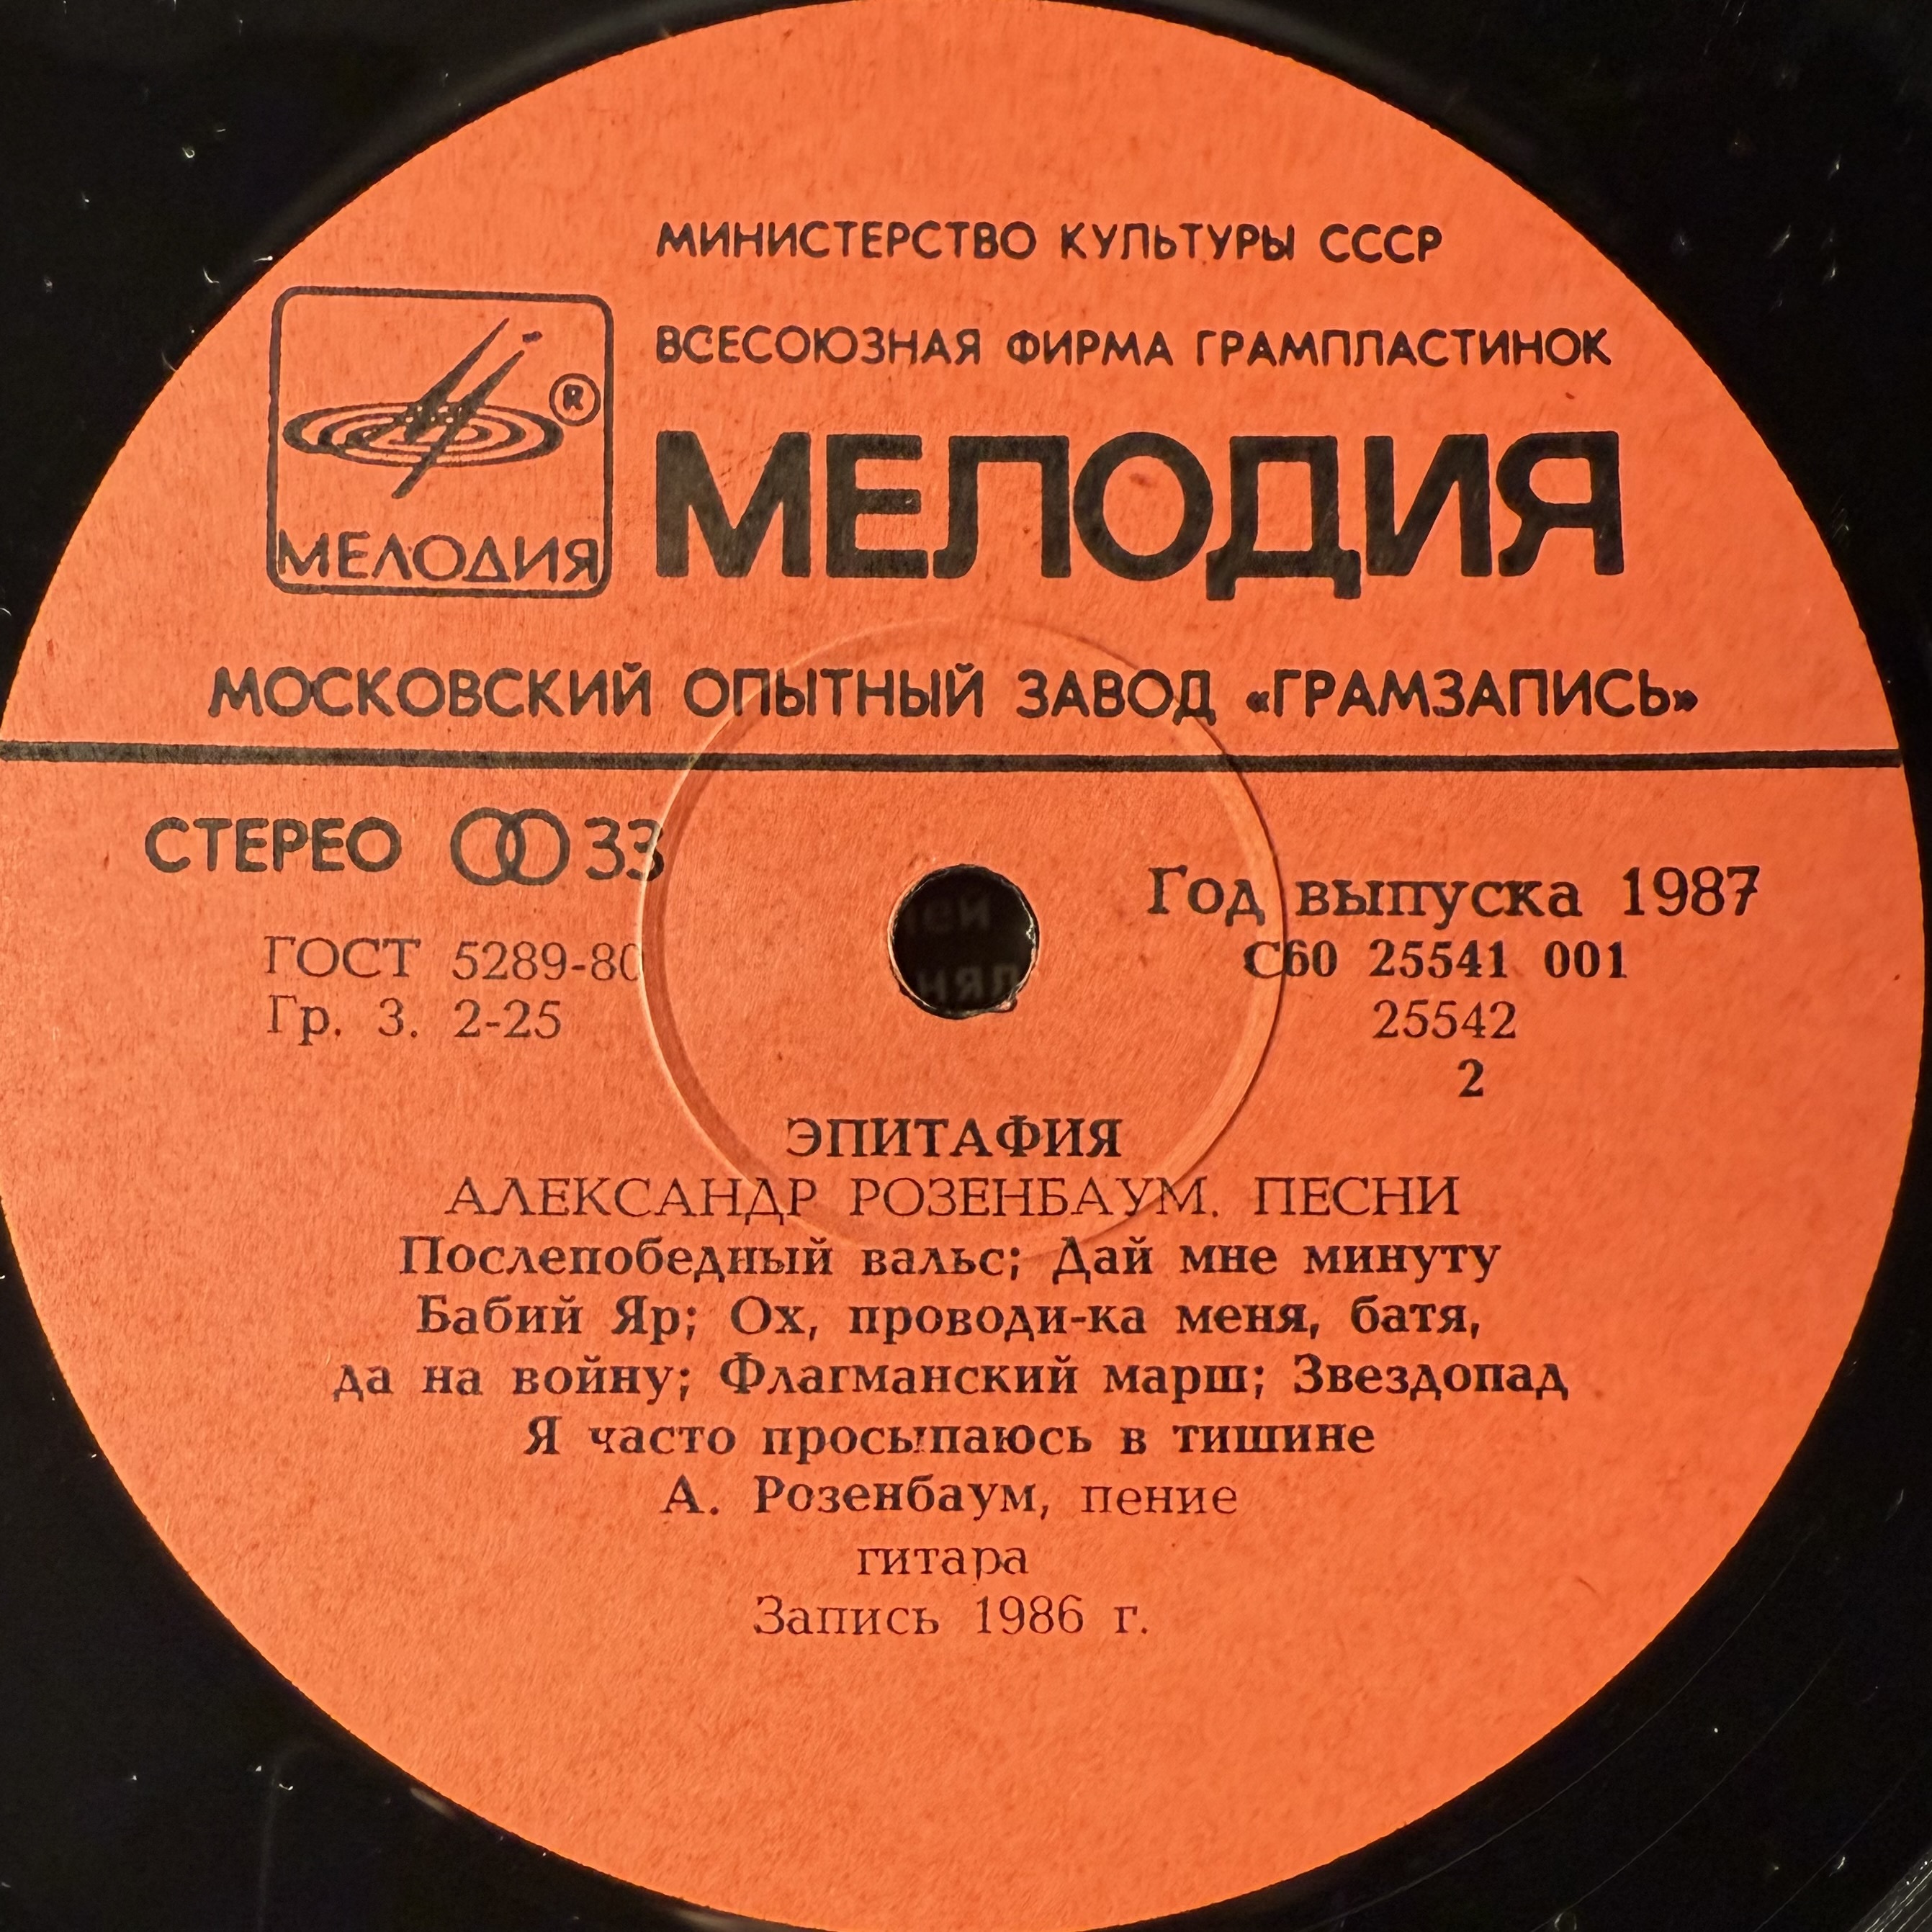 МИНИСТЕРСТВО КУЛЬТУРЫ СССР
ВСЕСОЮЗНАЯ ФИРМА ГРАМПЛАСТИНОК
®
МЕЛОДИЯ
МЕЛОДИЯ
МОСКОВСКИЙ ОПЫТНЫЙ ЗАВОД «ГРАМЗАПИСЬ»
СТЕРЕО 33
ГОСТ 5289-80
Гр. 3. 2-25
Год выпуска 1987
С60 25541 001
25542
2
ЭПИТАФИЯ
АЛЕКСАНДР РОЗЕНБАУМ. ПЕСНИ
Послепобедный вальс; Дай мне минуту
Бабий Яр; Ох, проводи-ка меня, батя,
да на войну; Флагманский марш; Звездопад
Я часто просыпаюсь в тишине
А. Розенбаум, пение
гитара
Запись 1986 г.